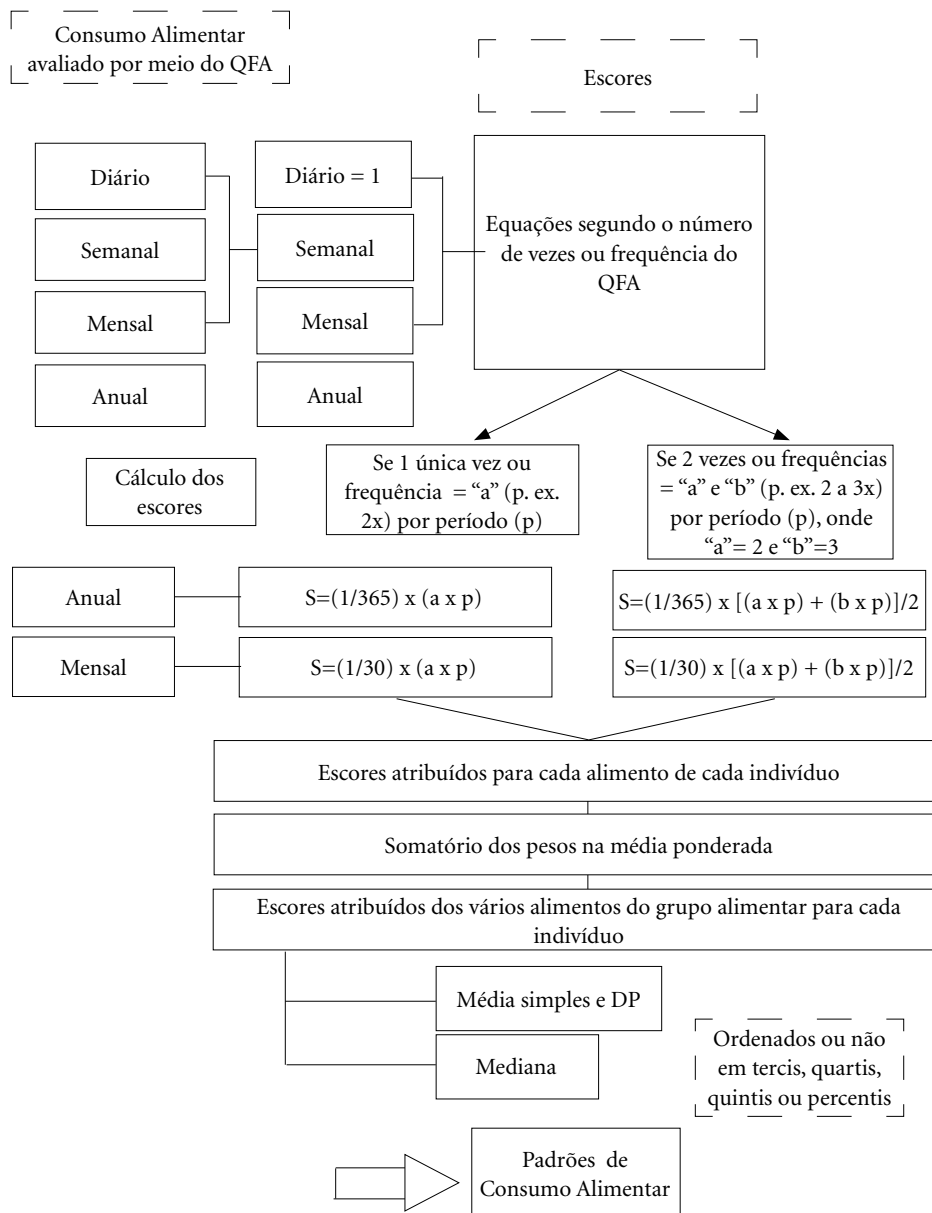 Consumo Alimentar
avaliado por meio do QFA
Escores
Diário
Semanal
Mensal
Anual
Diário = 1
Semanal
Mensal
Anual
Equações segundo o número
de vezes ou frequência do
QFA
Cálculo dos
escores
Se 1 única vez ou
frequência = “a” (p. ex.
2x) por período (p)
Se 2 vezes ou frequências
= “a” e “b” (p. ex. 2 a 3x)
por período (p), onde
“a”= 2 e “b”=3
Anual
S=(1/365) x (a x p)
S=(1/365) x [(a x p) + (b x p)]/2
Mensal
S=(1/30) x (a x p)
S=(1/30) x [(a x p) + (b x p)]/2
Escores atribuídos para cada alimento de cada indivíduo
Somatório dos pesos na média ponderada
Escores atribuídos dos vários alimentos do grupo alimentar para cada
indivíduo
Média simples e DP
Mediana
Ordenados ou não
em tercis, quartis,
quintis ou percentis
Padrões de
Consumo Alimentar